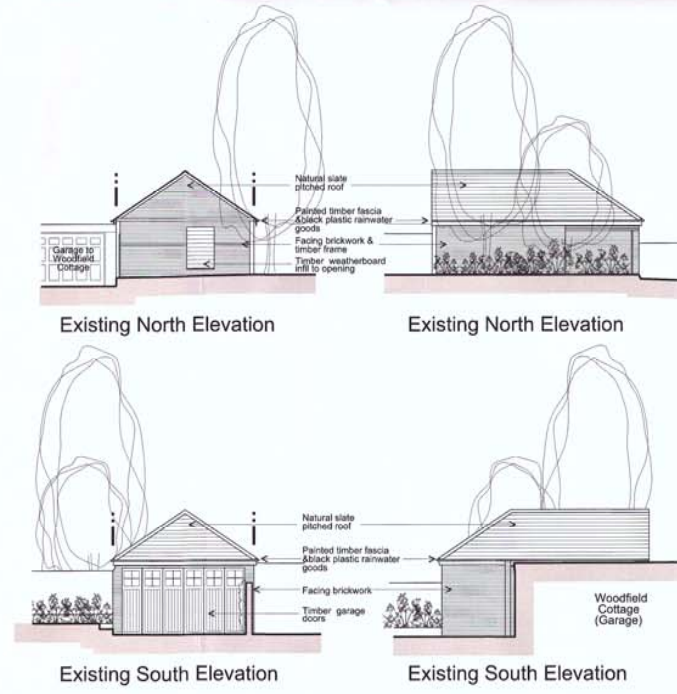 Natural slate
pitched roof
Painted timber fascia
&black plastic rainwater
goods
Facing brickwork &
timber frame
Timber weatherboard
infil to opening
Garage to
Woodfield
Cottage
Existing North Elevation
Existing North Elevation
Natural slate
pitched roof
Painted timber fascia
&black plastic rainwater
goods
Facing brickwork
Timber garage
doors
Woodfield
Cottage
(Garage)
Existing South Elevation
Existing South Elevation